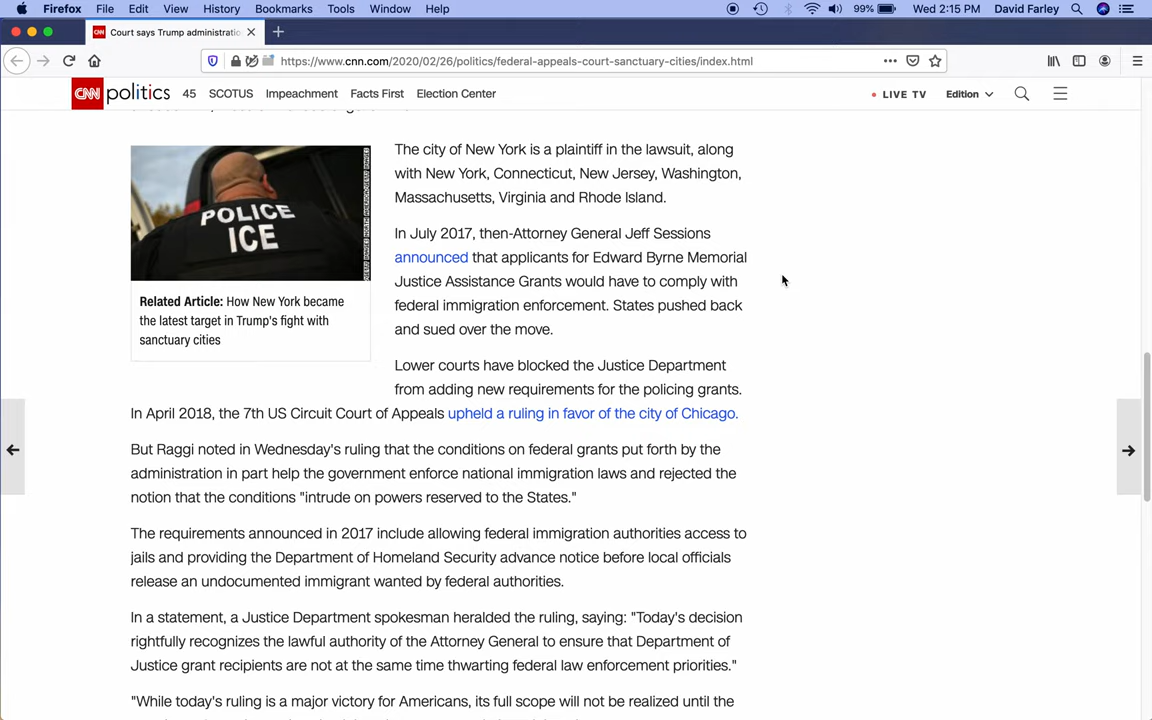 Firefox File Edit View History Bookmarks Tools Window Help 99% Wed 2:15 PM David Farley
CNN Court says Trump administratio
https://www.cnn.com/2020/02/26/politics/federal-appeals-court-sanctuary-cities/index.html
CNN politics 45 SCOTUS Impeachment Facts First Election Center LIVE TV Edition
The city of New York is a plaintiff in the lawsuit, along
with New York, Connecticut, New Jersey, Washington,
Massachusetts, Virginia and Rhode Island.
POLICE
ICE
In July 2017, then-Attorney General Jeff Sessions
announced that applicants for Edward Byrne Memorial
Justice Assistance Grants would have to comply with
federal immigration enforcement. States pushed back
and sued over the move.
Related Article: How New York became
the latest target in Trump's fight with
sanctuary cities
Lower courts have blocked the Justice Department
from adding new requirements for the policing grants.
In April 2018, the 7th US Circuit Court of Appeals upheld a ruling in favor of the city of Chicago.
But Raggi noted in Wednesday's ruling that the conditions on federal grants put forth by the
administration in part help the government enforce national immigration laws and rejected the
notion that the conditions "intrude on powers reserved to the States."
The requirements announced in 2017 include allowing federal immigration authorities access to
jails and providing the Department of Homeland Security advance notice before local officials
release an undocumented immigrant wanted by federal authorities.
In a statement, a Justice Department spokesman heralded the ruling, saying: "Today's decision
rightfully recognizes the lawful authority of the Attorney General to ensure that Department of
Justice grant recipients are not at the same time thwarting federal law enforcement priorities."
"While today's ruling is a major victory for Americans, its full scope will not be realized until the